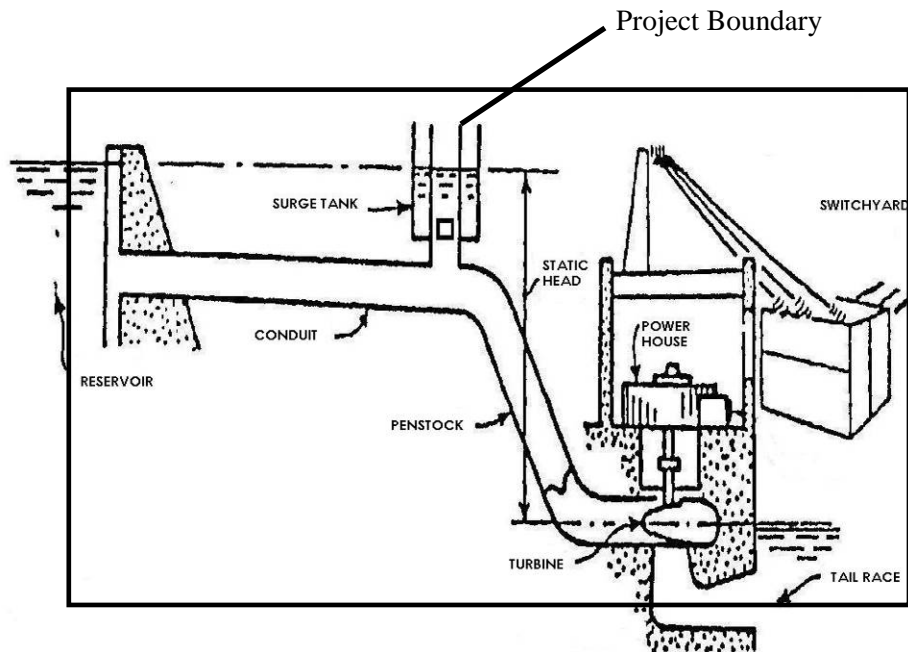 Project Boundary
SURGE TANK
SWITCHYARD
STATIC
HEAD
CONDUIT
POWER
HOUSE
RESERVOIR
PENSTOCK
TURBINE
TAIL RACE